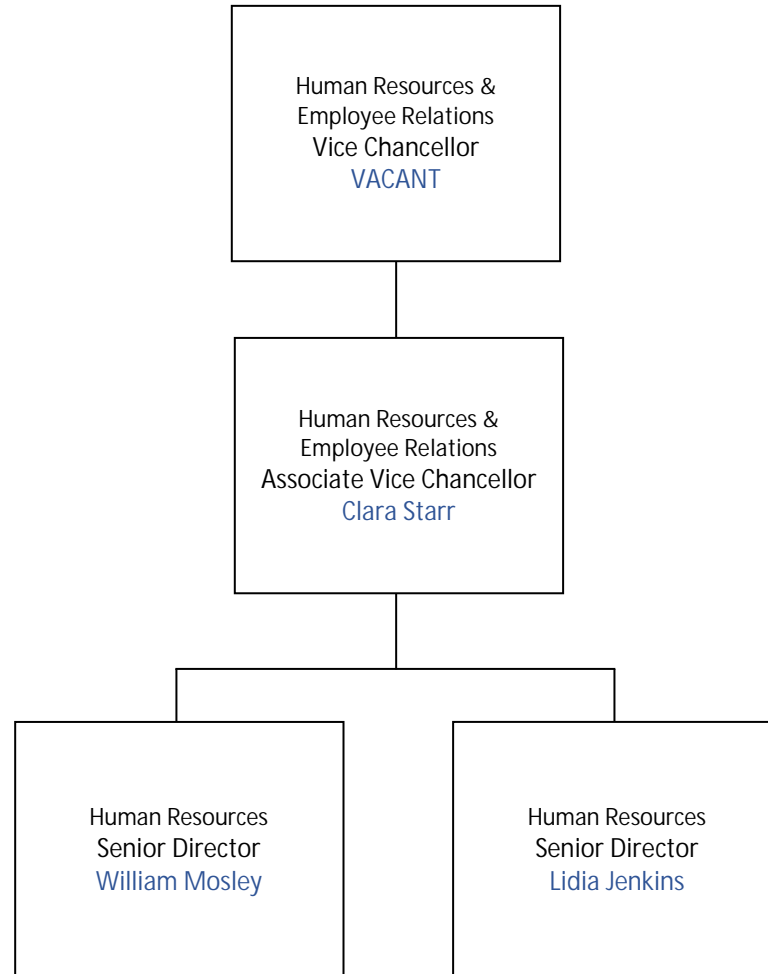 Human Resources &
Employee Relations
Vice Chancellor
VACANT
Human Resources &
Employee Relations
Associate Vice Chancellor
Clara Starr
Human Resources
Senior Director
William Mosley
Human Resources
Senior Director
Lidia Jenkins